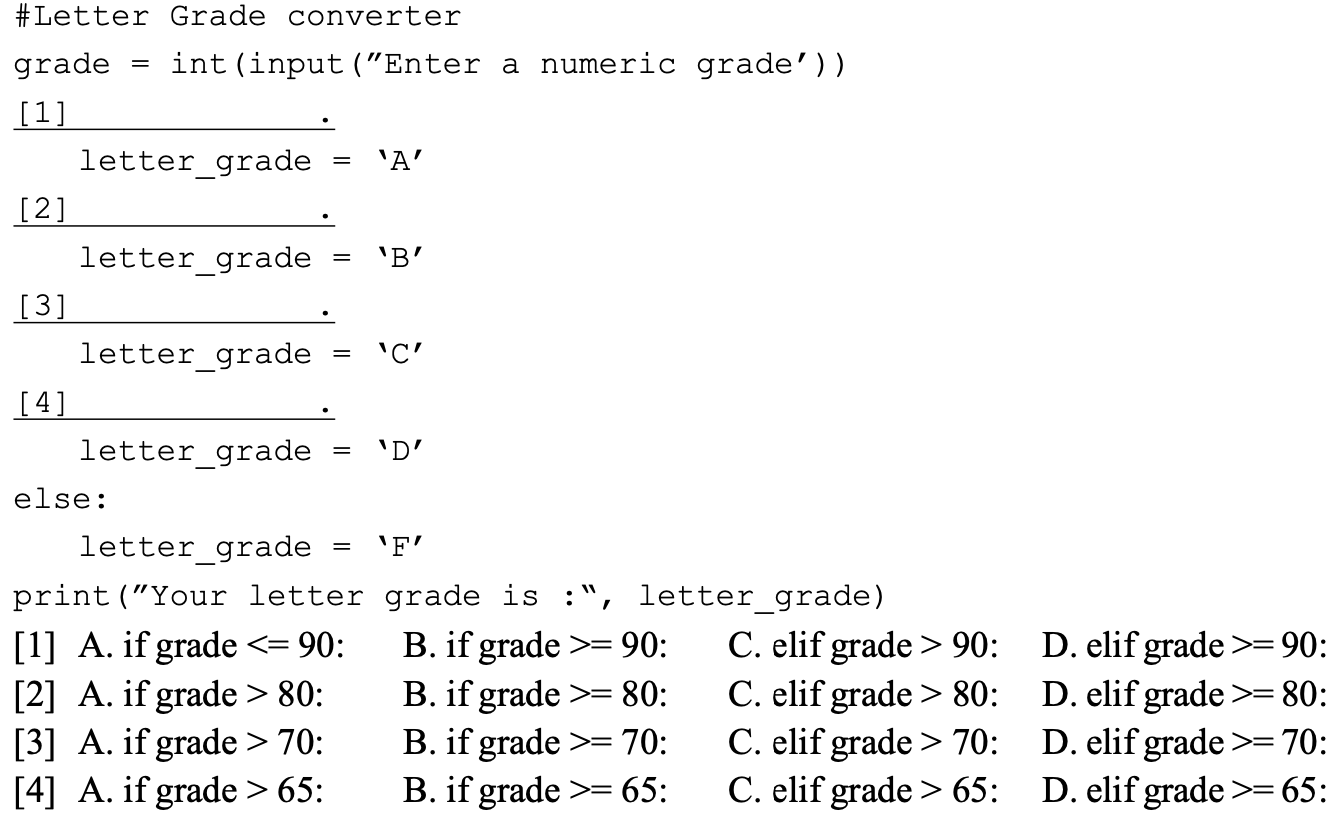 #Letter Grade converter
grade = int(input(″Enter a numeric grade′))
[1]             .
letter_grade = ‘A′
[2]             .
letter_grade = ‘B′
[3]             .
letter_grade = ‘C′
[4]             .
letter_grade = ‘D′
else:
letter_grade = ‘F′
print(″Your letter grade is :‟, letter_grade)
[1] A. if grade <= 90: B. if grade >= 90: C. elif grade > 90: D. elif grade >= 90:
[2] A. if grade > 80: B. if grade >= 80: C. elif grade > 80: D. elif grade >= 80:
[3] A. if grade > 70: B. if grade >= 70: C. elif grade > 70: D. elif grade >= 70:
[4] A. if grade > 65: B. if grade >= 65: C. elif grade > 65: D. elif grade >= 65: